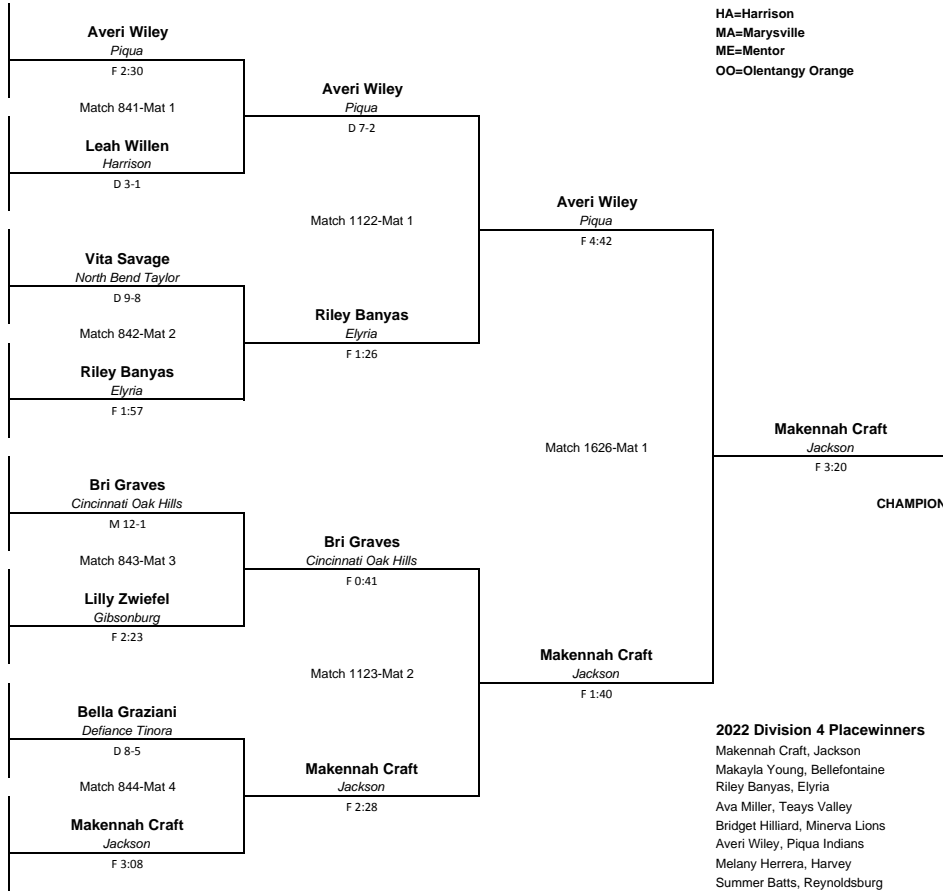 HA=Harrison
MA=Marysville
ME=Mentor
OO=Olentangy Orange
Averi Wiley
Piqua
F 2:30
Match 841-Mat 1
Leah Willen
Harrison
D 3-1
Vita Savage
North Bend Taylor
D 9-8
Match 842-Mat 2
Riley Banyas
Elyria
F 1:57
Bri Graves
Cincinnati Oak Hills
M 12-1
Match 843-Mat 3
Lilly Zwiefel
Gibsonburg
F 2:23
Bella Graziani
Defiance Tinora
D 8-5
Match 844-Mat 4
Makennah Craft
Jackson
F 3:08
Averi Wiley
Piqua
D 7-2
Match 1122-Mat 1
Riley Banyas
Elyria
F 1:26
Bri Graves
Cincinnati Oak Hills
F 0:41
Match 1123-Mat 2
Makennah Craft
Jackson
F 2:28
Averi Wiley
Piqua
F 4:42
Match 1626-Mat 1
Makennah Craft
Jackson
F 1:40
Makennah Craft
Jackson
F 3:20
CHAMPION
2022 Division 4 Placewinners
Makennah Craft, Jackson
Makayla Young, Bellefontaine
Riley Banyas, Elyria
Ava Miller, Teays Valley
Bridget Hilliard, Minerva Lions
Averi Wiley, Piqua Indians
Melany Herrera, Harvey
Summer Batts, Reynoldsburg